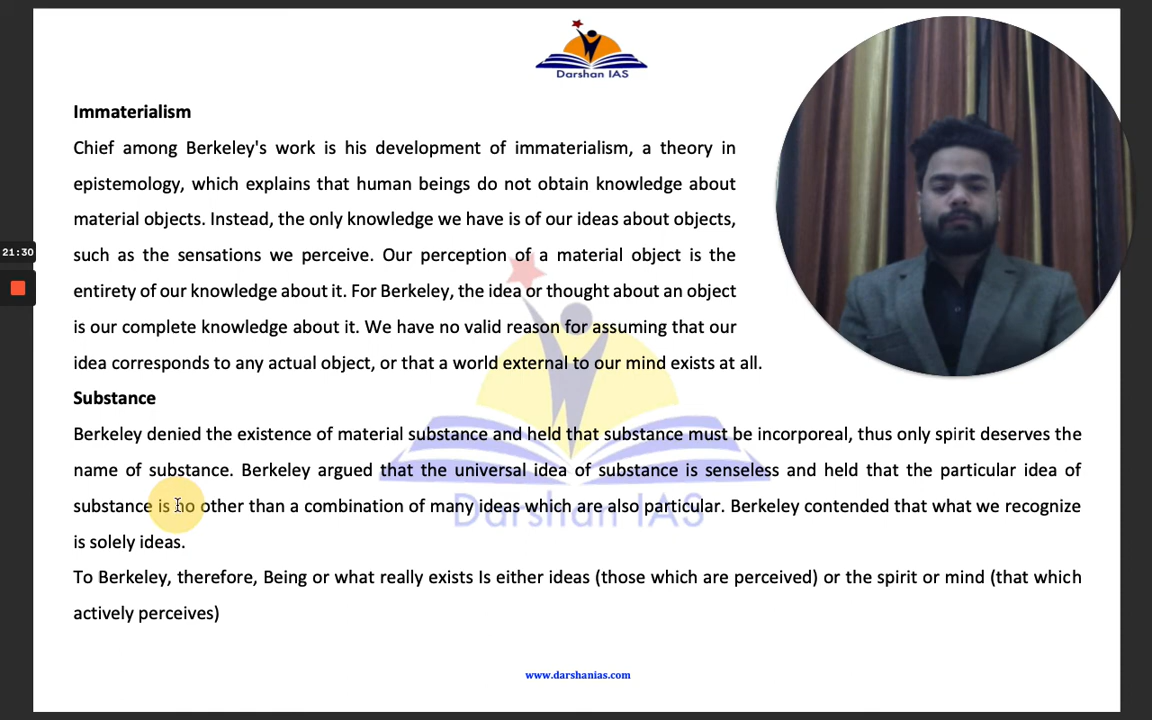 Darshan IAS
Immaterialism
Chief among Berkeley's work is his development of immaterialism, a theory in
epistemology, which explains that human beings do not obtain knowledge about
material objects. Instead, the only knowledge we have is of our ideas about objects,
21:30
such as the sensations we perceive. Our perception of a material object is the
entirety of our knowledge about it. For Berkeley, the idea or thought about an object
is our complete knowledge about it. We have no valid reason for assuming that our
idea corresponds to any actual object, or that a world external to our mind exists at all.
Substance
Berkeley denied the existence of material substance and held that substance must be incorporeal, thus only spirit deserves the
name of substance. Berkeley argued that the universal idea of substance is senseless and held that the particular idea of
substance is no other than a combination of many ideas which are also particular. Berkeley contended that what we recognize
Darshan IAS
is solely ideas.
To Berkeley, therefore, Being or what really exists Is either ideas (those which are perceived) or the spirit or mind (that which
actively perceives)
www.darshanias.com